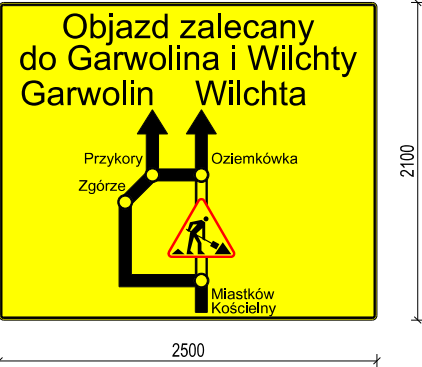 Objazd zalecany
do Garwolina i Wilchty
Garwolin Wilchta
Przykory Oziemkówka
Zgórze
Miastków
Kościelny
2100
2500